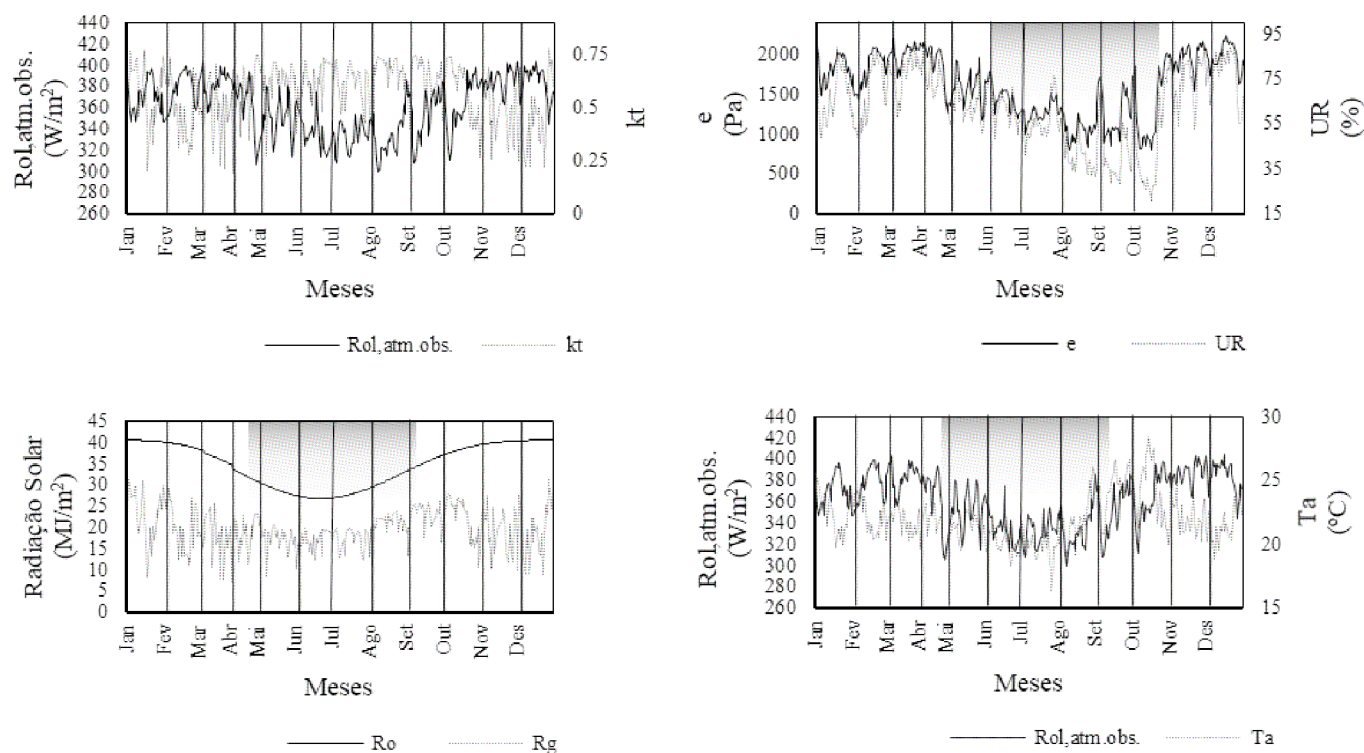 440
420
400
380
360
340
320
300
280
260
Rol,atm.obs.
(W/m²)
0.75
0.5
0.25
0
kt
Jan
Fev
Mar
Abr
Mai
Jun
Jul
Ago
Set
Out
Nov
Des
Meses
Rol,atm.obs. kt
2000
1500
1000
500
0
e
(Pa)
95
75
55
35
15
UR
(%)
Jan
Fev
Mar
Abr
Mai
Jun
Jul
Ago
Set
Out
Nov
Des
Meses
e UR
45
40
35
30
25
20
15
10
5
0
Radiação Solar
(MJ/m²)
Jan
Fev
Mar
Abr
Mai
Jun
Jul
Ago
Set
Out
Nov
Des
Meses
Ro Rg
440
420
400
380
360
340
320
300
280
260
Rol,atm.obs.
(W/m²)
30
25
20
15
Ta
(ºC)
Jan
Fev
Mar
Abr
Mai
Jun
Jul
Ago
Set
Out
Nov
Des
Meses
Rol,atm.obs. Ta